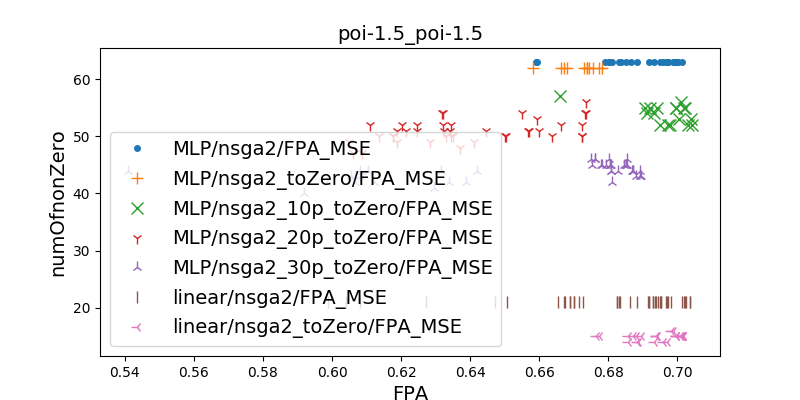 poi-1.5_poi-1.5
numOfnonZero
60
50
40
30
20
MLP/nsga2/FPA_MSE
MLP/nsga2_toZero/FPA_MSE
MLP/nsga2_10p_toZero/FPA_MSE
MLP/nsga2_20p_toZero/FPA_MSE
MLP/nsga2_30p_toZero/FPA_MSE
linear/nsga2/FPA_MSE
linear/nsga2_toZero/FPA_MSE
0.54 0.56 0.58 0.60 0.62 0.64 0.66 0.68 0.70
FPA